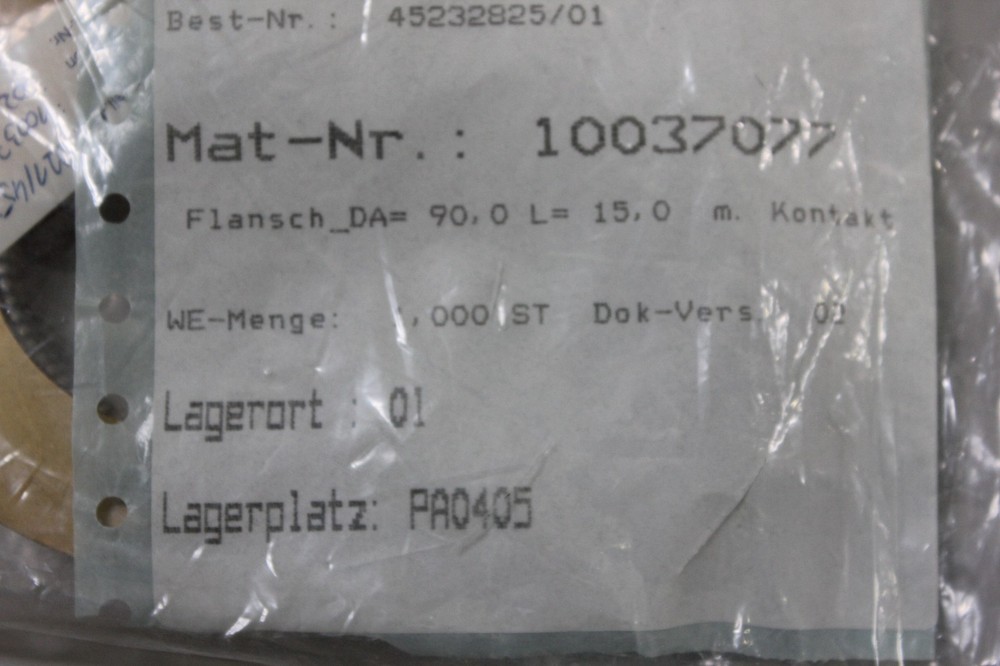 Best-Nr.: 45232825/01
Mat-Nr.: 10037077
Flansch_DA= 90,0 L= 15,0 m. Kontakt
WE-Menge: ,000 ST Dok-Vers. 02
Lagerort : 01
Lagerplatz: PA0405